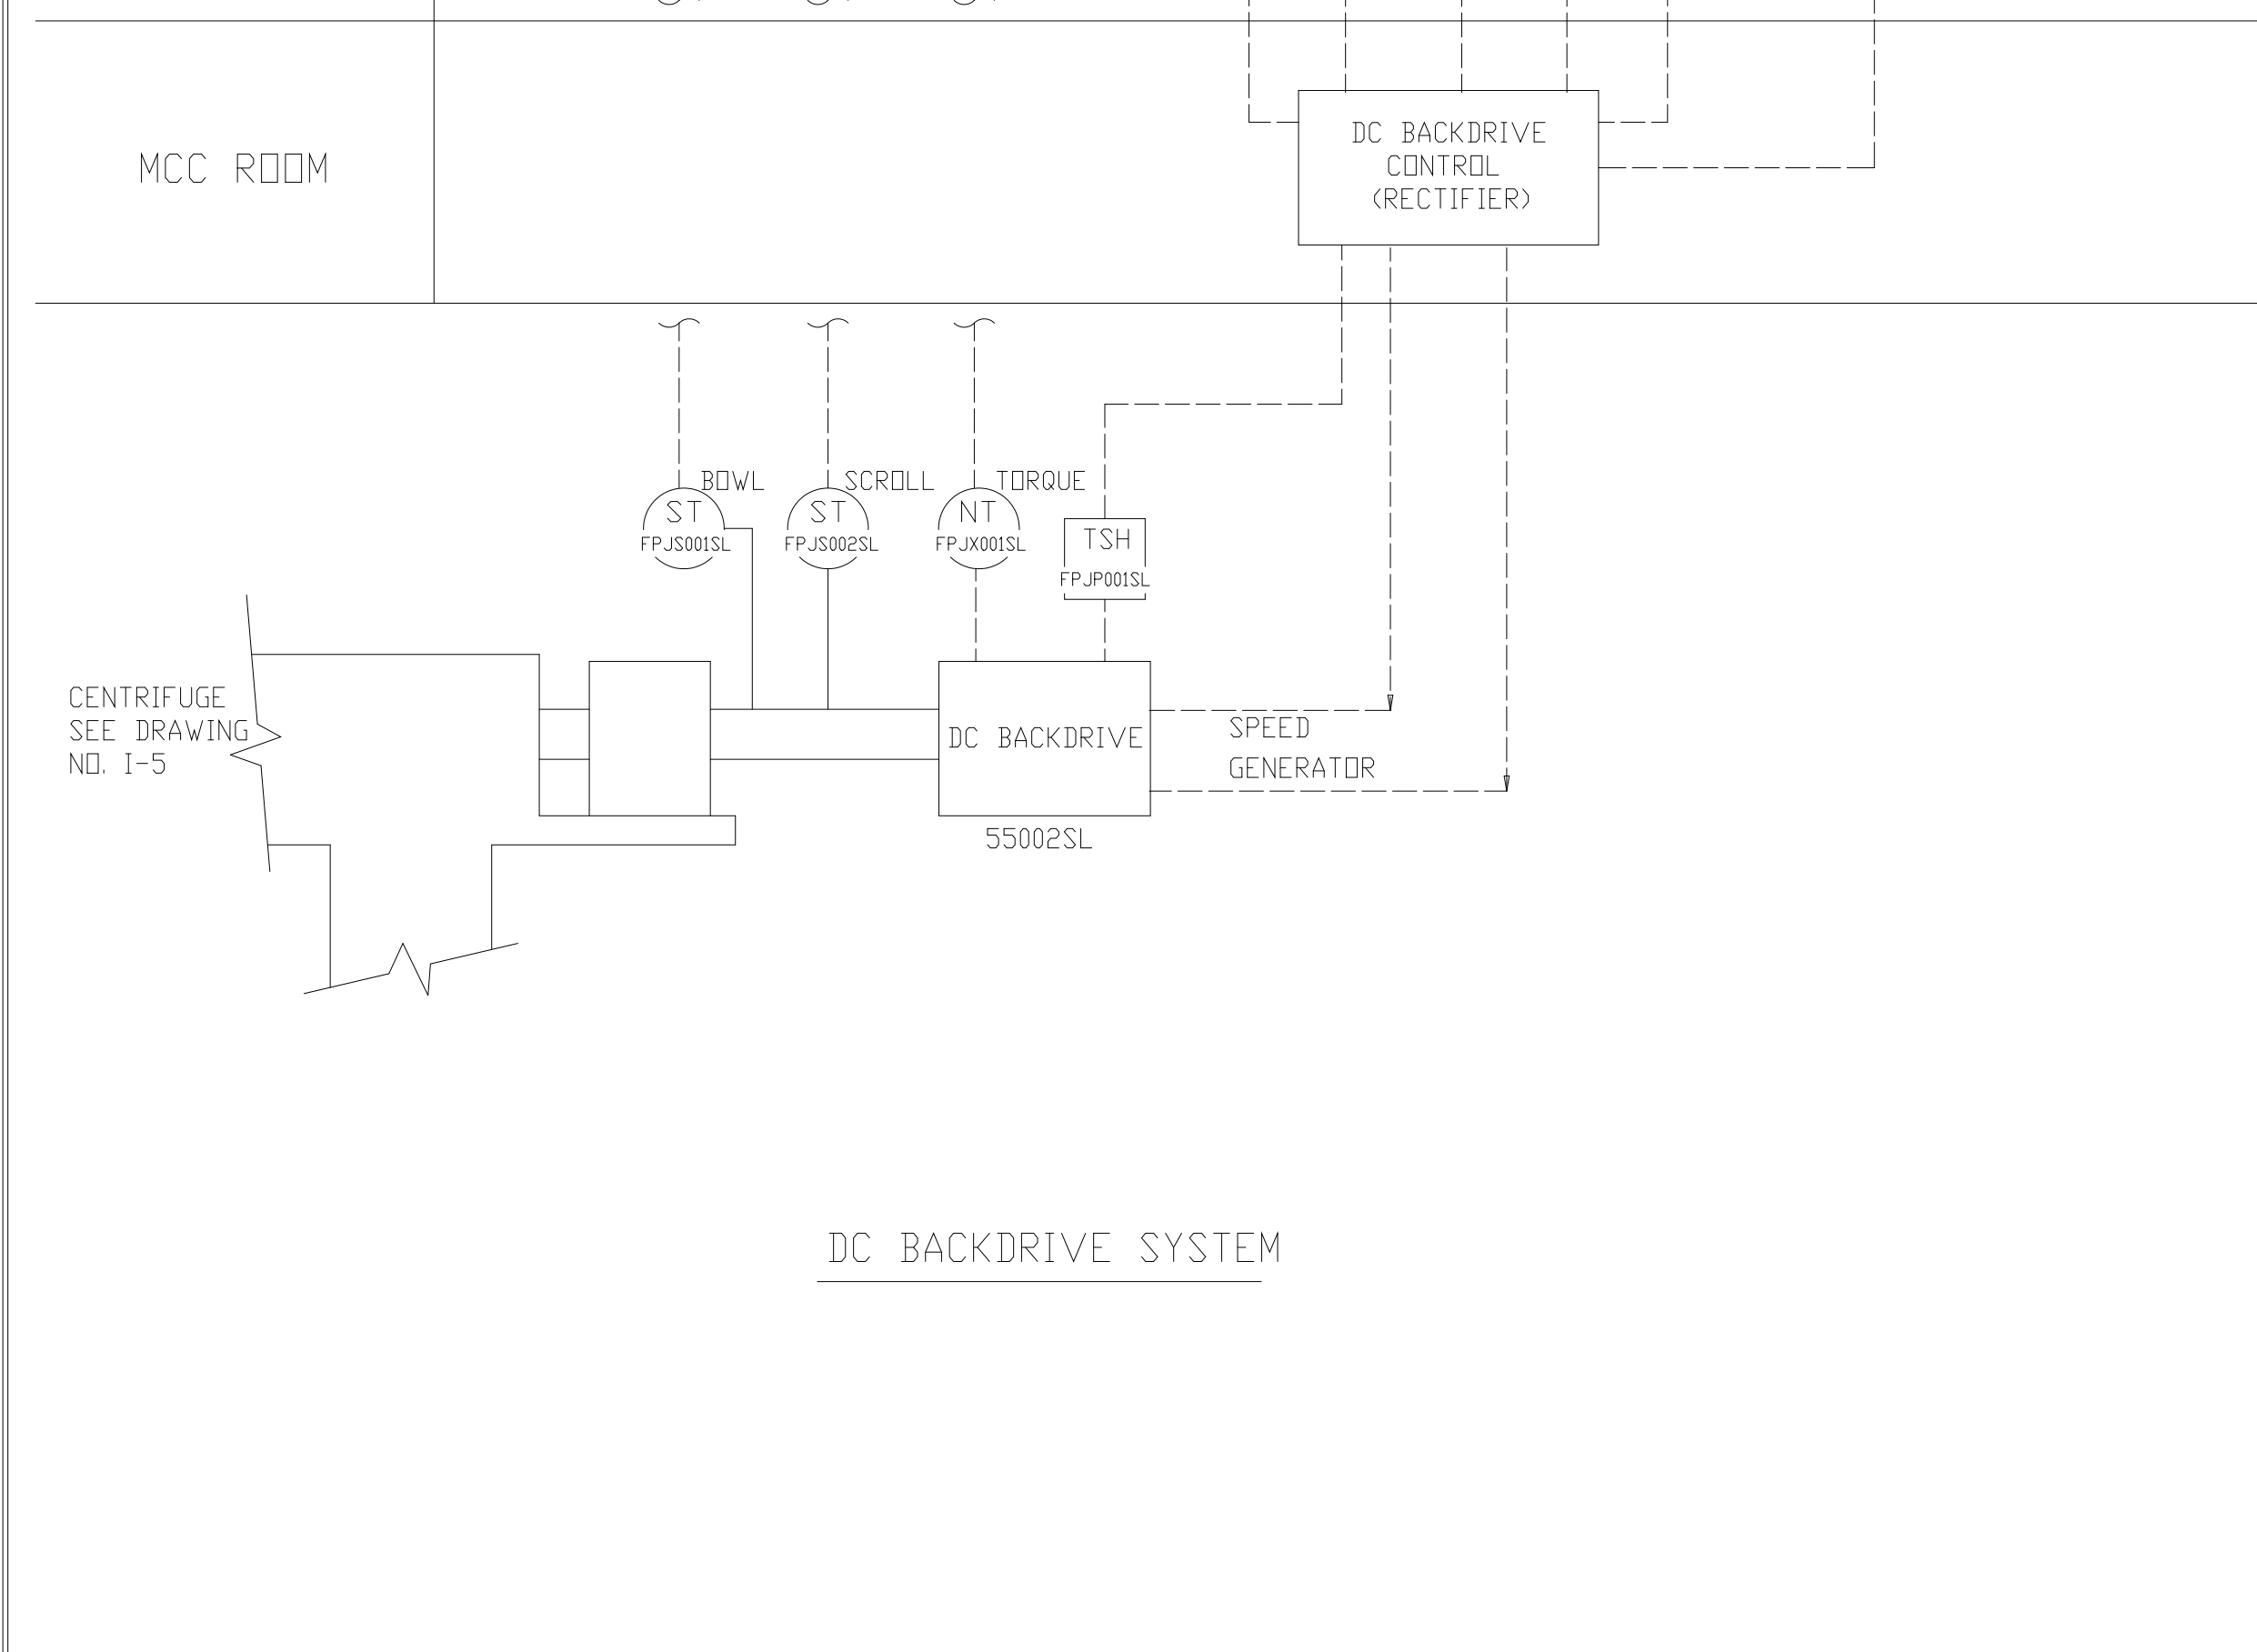 MCC ROOM
DC BACKDRIVE
CONTROL
(RECTIFIER)
BOWL
ST
FPJS001SL
SCROLL
ST
FPJS002SL
TORQUE
NT
FPJX001SL
TSH
FPJP001SL
CENTRIFUGE
SEE DRAWING
NO. I-5
DC BACKDRIVE
55002SL
SPEED
GENERATOR
DC BACKDRIVE SYSTEM